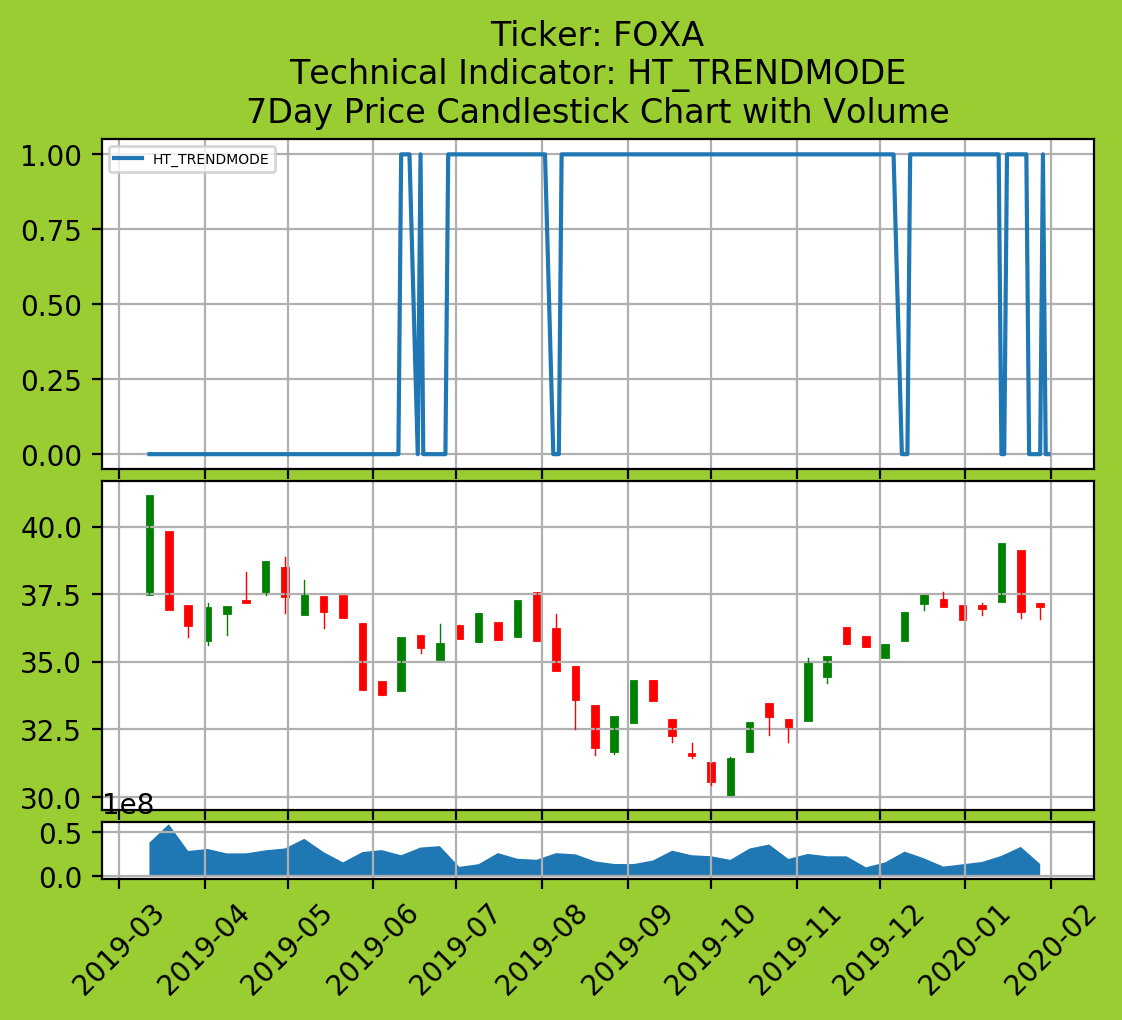 Ticker: FOXA
Technical Indicator: HT_TRENDMODE
7Day Price Candlestick Chart with Volume
1.00
HT_TRENDMODE
0.75
0.50
0.25
0.00
40.0
37.5
35.0
32.5
30.0
1e8
0.5
0.0
2019-03 2019-04 2019-05 2019-06 2019-07 2019-08 2019-09 2019-10 2019-11 2019-12 2020-01 2020-02